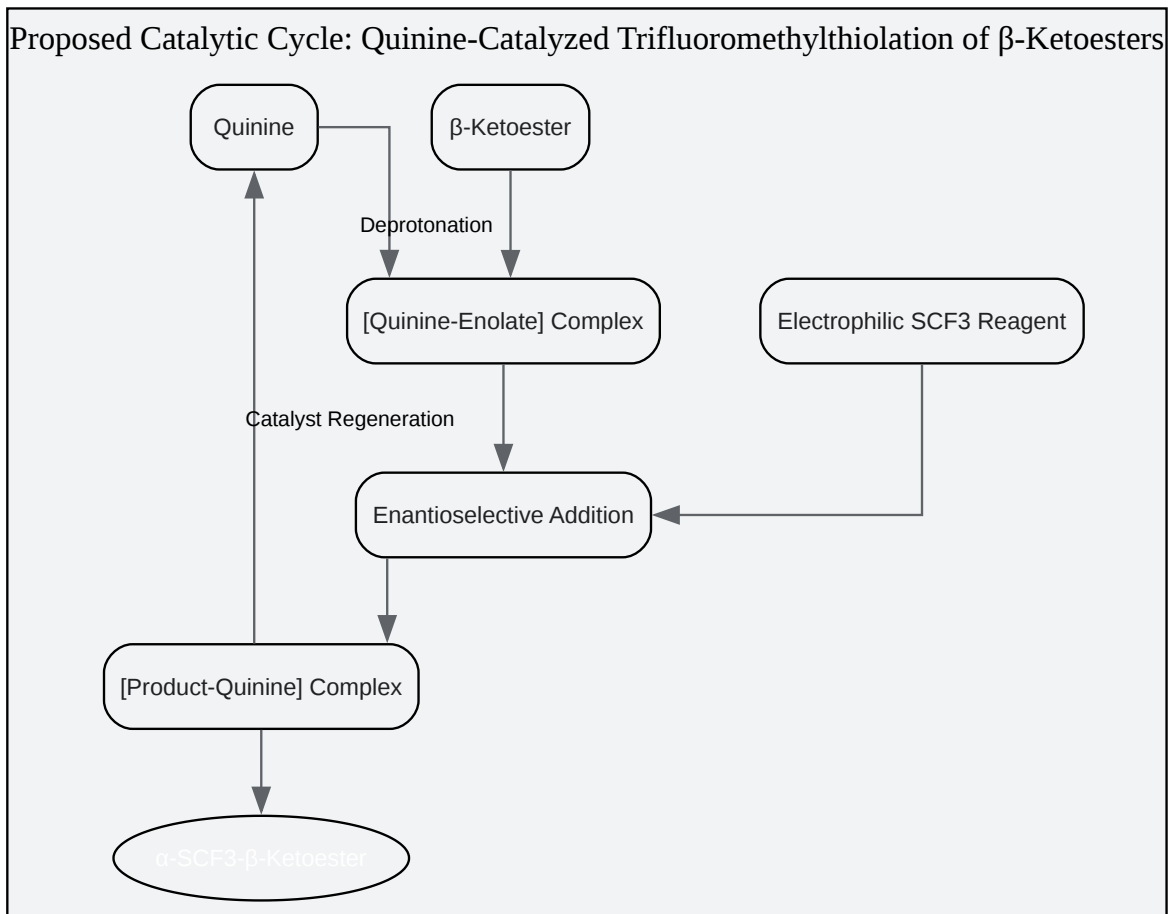 Proposed Catalytic Cycle: Quinine-Catalyzed Trifluoromethylthiolation of β-Ketoesters
Quinine
β-Ketoester
Deprotonation
[Quinine-Enolate] Complex
Electrophilic SCF3 Reagent
Catalyst Regeneration
Enantioselective Addition
[Product-Quinine] Complex
α-SCF3-β-Ketoester